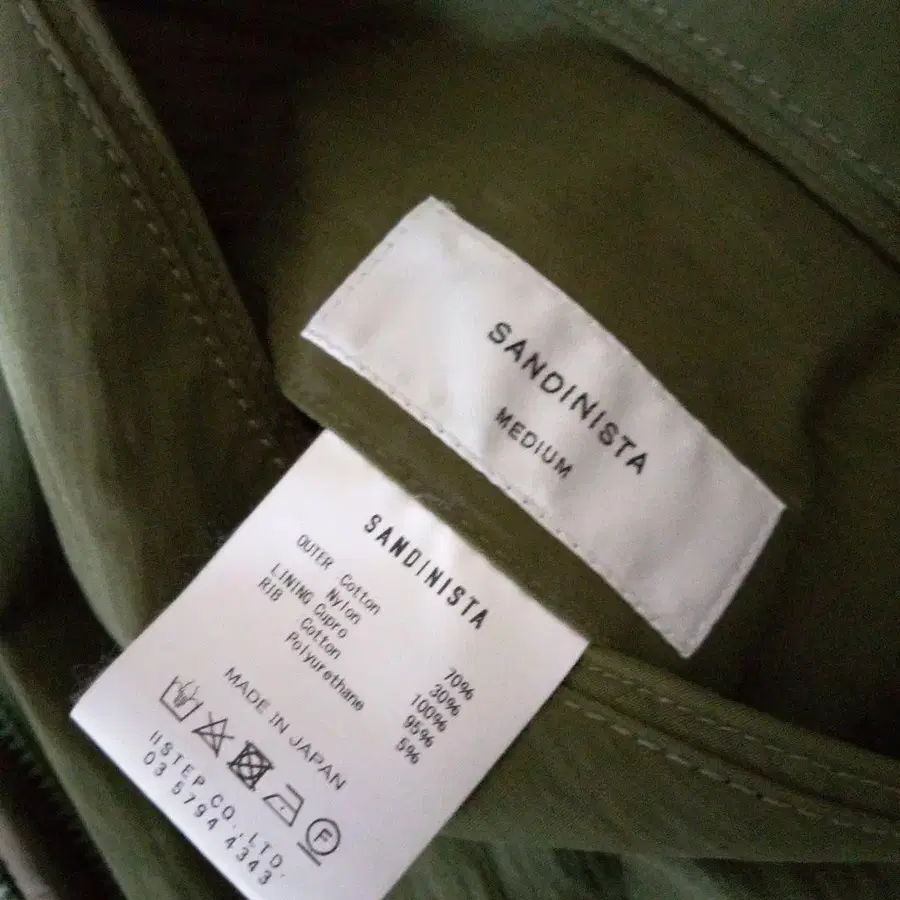 SANDINISTA
MEDIUM
SANDINISTA
OUTER Cotton 70%
Nylon 30%
LINING Cupro 100%
RIB Cotton 95%
Polyurethane 5%
MADE IN JAPAN
F
IISTEP CO.,LTD.
03 5794 4343